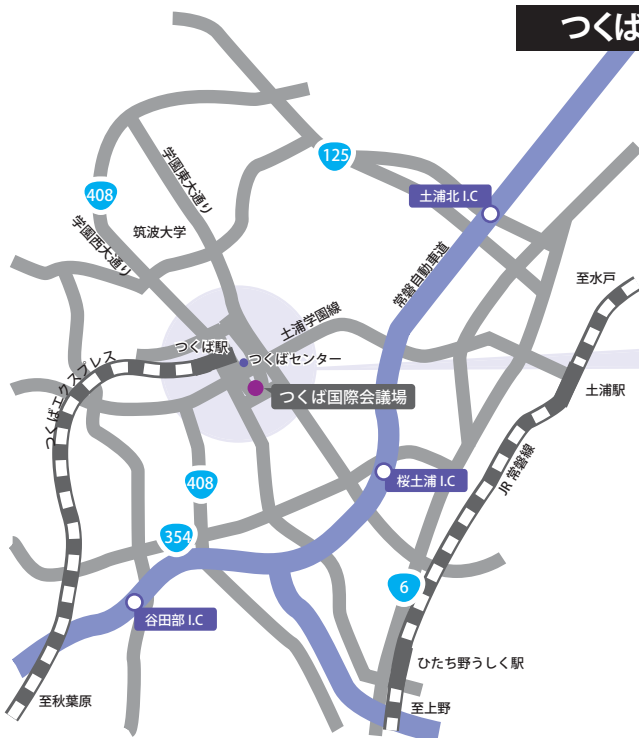 つくば
125
学園東大通り
408
土浦北 I.C
学園西大通り
筑波大学
常磐自動車道
至水戸
土浦学園線
つくば駅
つくばセンター
つくばエクスプレス
土浦駅
つくば国際会議場
JR 常磐線
桜土浦 I.C
408
354
6
谷田部 I.C
ひたち野うしく駅
至秋葉原
至上野